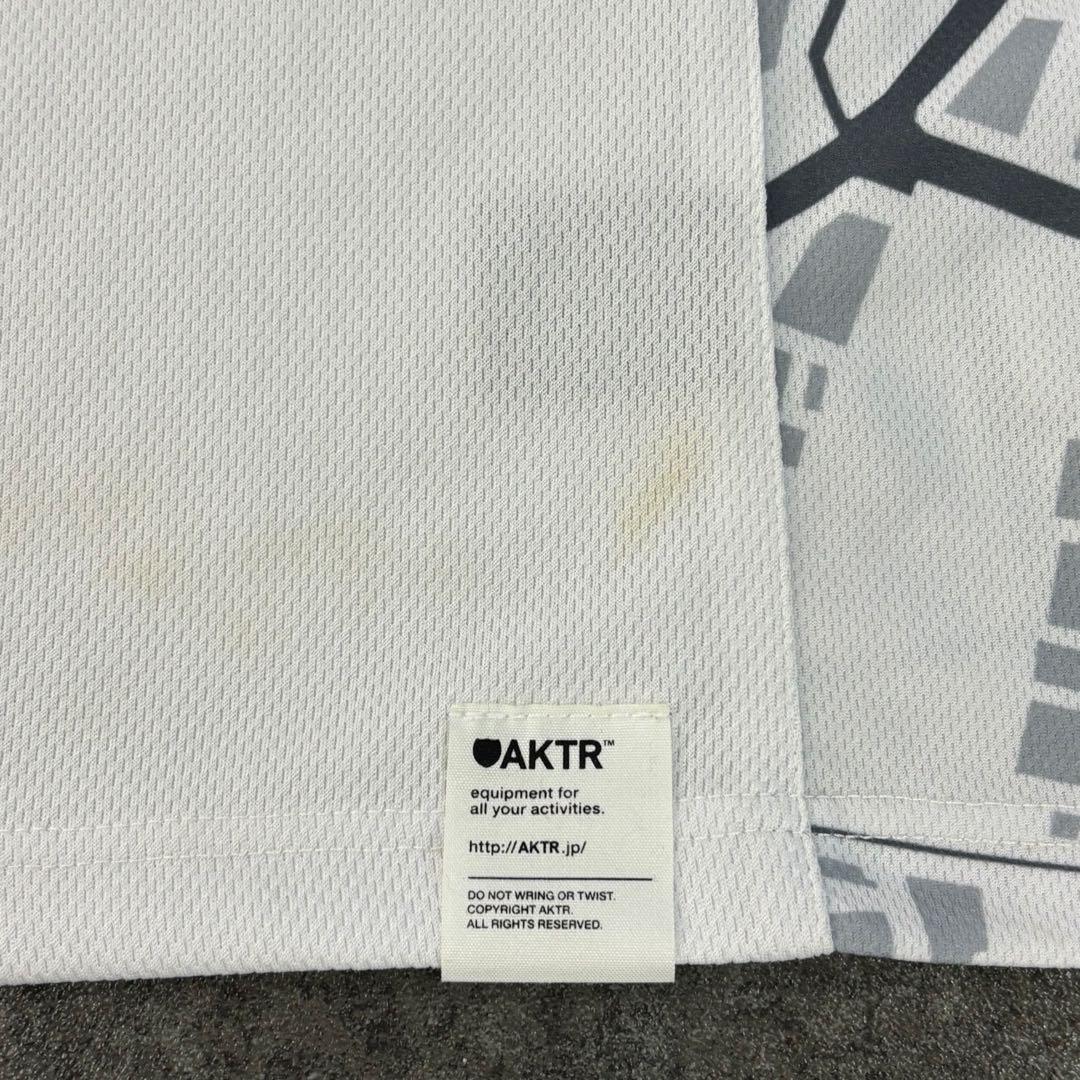 AKTR™
equipment for
all your activities.
http://AKTR.jp/
DO NOT WRING OR TWIST.
COPYRIGHT AKTR.
ALL RIGHTS RESERVED.